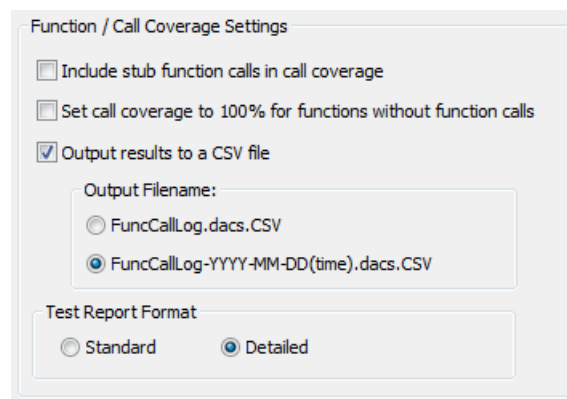 Function / Call Coverage Settings
Include stub function calls in call coverage
Set call coverage to 100% for functions without function calls
Output results to a CSV file
Output Filename:
FuncCallLog.dacs.CSV
FuncCallLog-YYYY-MM-DD(time).dacs.CSV
Test Report Format
Standard Detailed